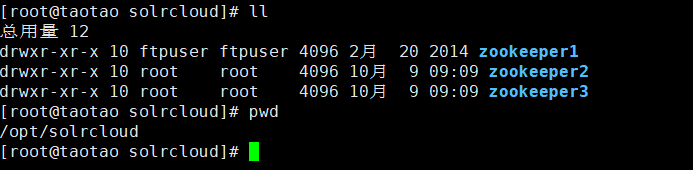 [root@taotao solrcloud]# ll
总用量 12
drwxr-xr-x 10 ftpuser ftpuser 4096 2月  20 2014 zookeeper1
drwxr-xr-x 10 root    root    4096 10月  9 09:09 zookeeper2
drwxr-xr-x 10 root    root    4096 10月  9 09:09 zookeeper3
[root@taotao solrcloud]# pwd
/opt/solrcloud
[root@taotao solrcloud]#